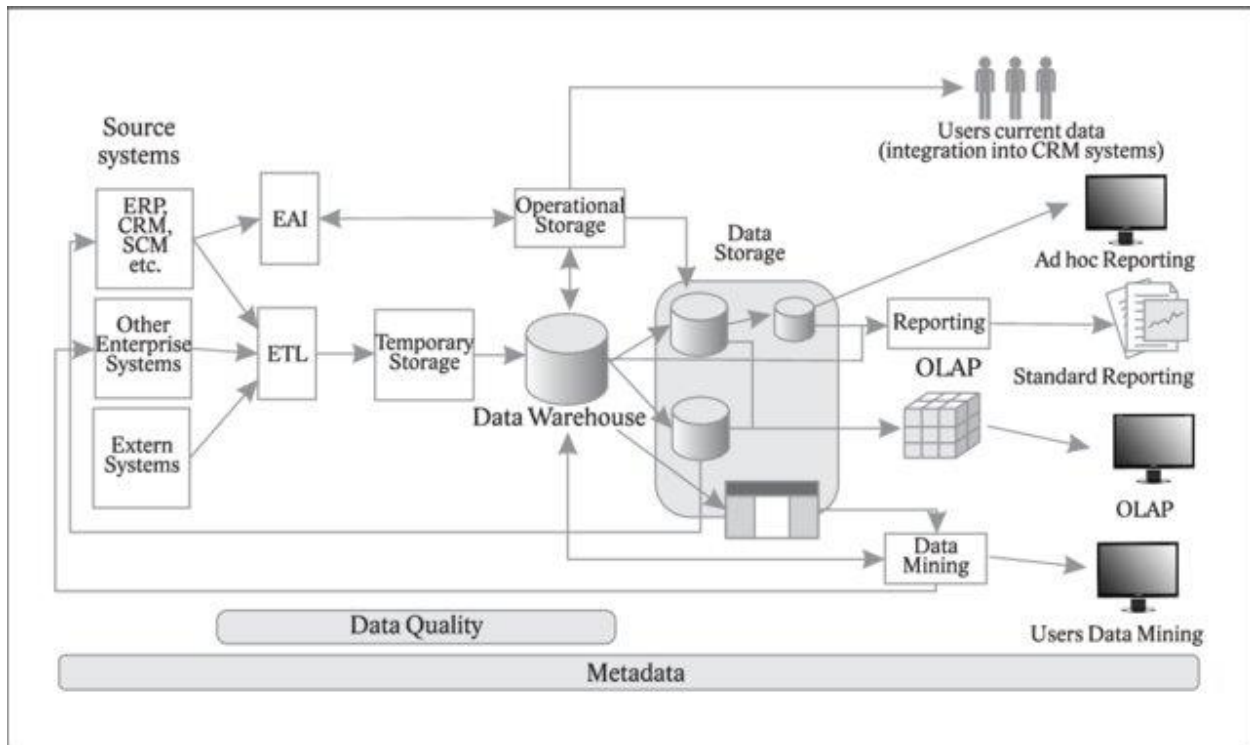 Source
systems
ERP,
CRM,
SCM
etc.
Other
Enterprise
Systems
Extern
Systems
EAI
ETL
Temporary
Storage
Operational
Storage
Data Warehouse
Data
Storage
Users current data
(integration into CRM systems)
Ad hoc Reporting
Reporting
Standard Reporting
OLAP
OLAP
Data
Mining
Users Data Mining
Data Quality
Metadata